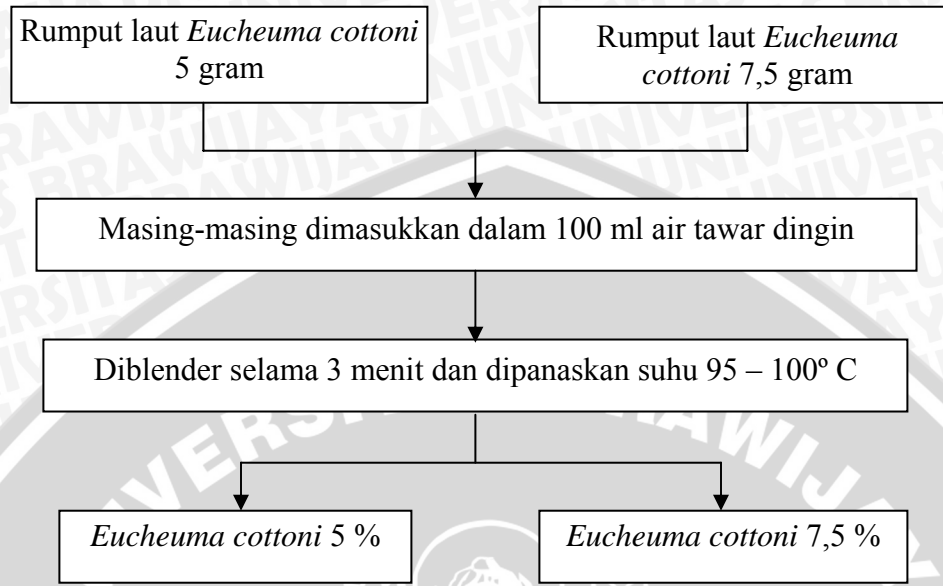 Rumput laut Eucheuma cottoni
5 gram
Rumput laut Eucheuma
cottoni 7,5 gram
Masing-masing dimasukkan dalam 100 ml air tawar dingin
Diblender selama 3 menit dan dipanaskan suhu 95 – 100º C
Eucheuma cottoni 5 %
Eucheuma cottoni 7,5 %